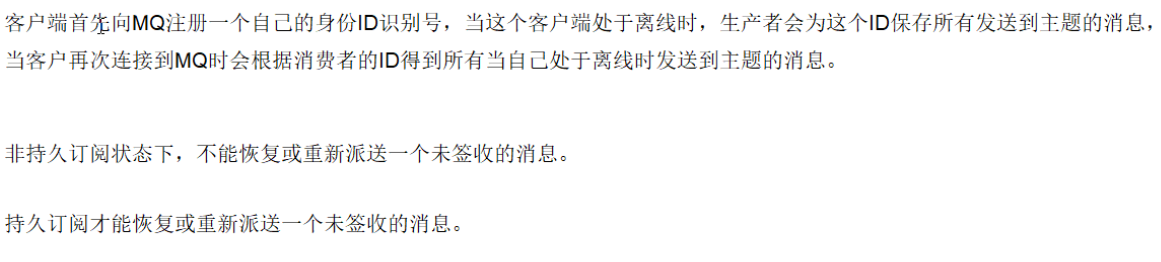 客户端首先向MQ注册一个自己的身份ID识别号，当这个客户端处于离线时，生产者会为这个ID保存所有发送到主题的消息，
当客户再次连接到MQ时会根据消费者的ID得到所有当自己处于离线时发送到主题的消息。
非持久订阅状态下，不能恢复或重新派送一个未签收的消息。
持久订阅才能恢复或重新派送一个未签收的消息。